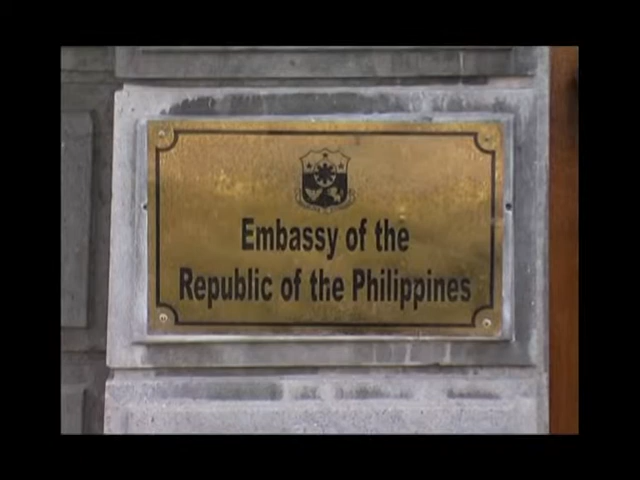 Embassy of the
Republic of the Philippines